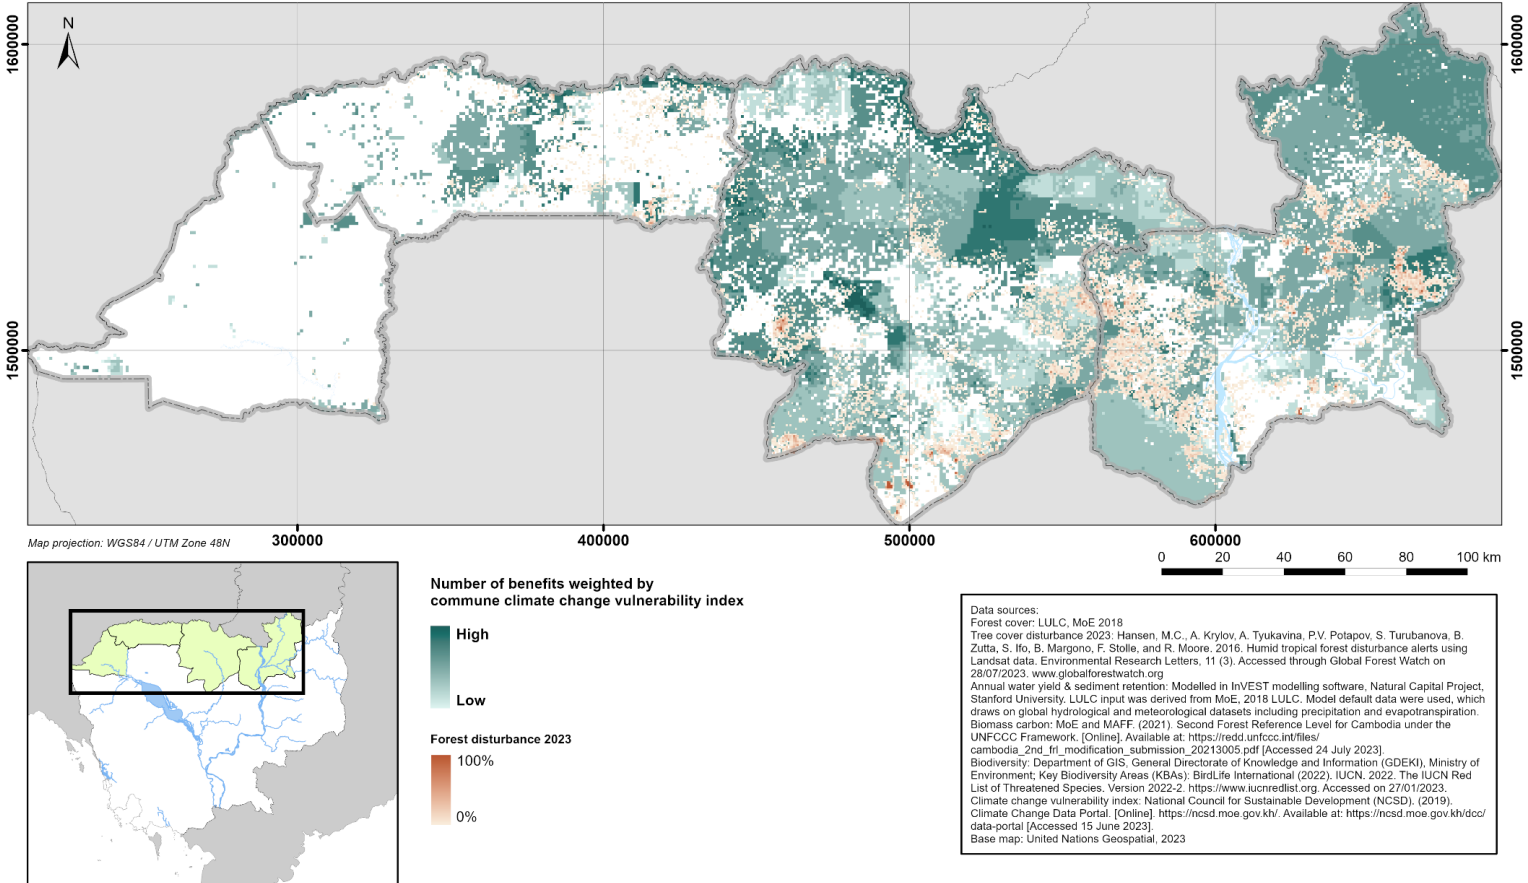 N
1600000
1600000
1500000
1500000
Map projection: WGS84 / UTM Zone 48N
300000
400000
500000
600000
0 20 40 60 80 100 km
Number of benefits weighted by
commune climate change vulnerability index
High
Low
Forest disturbance 2023
100%
0%
Data sources:
Forest cover: LULC, MoE 2018
Tree cover disturbance 2023: Hansen, M.C., A. Krylov, A. Tyukavina, P.V. Potapov, S. Turubanova, B.
Zutta, S. Ifo, B. Margono, F. Stolle, and R. Moore. 2016. Humid tropical forest disturbance alerts using
Landsat data. Environmental Research Letters, 11 (3). Accessed through Global Forest Watch on
28/07/2023. www.globalforestwatch.org
Annual water yield & sediment retention: Modelled in InVEST modelling software, Natural Capital Project,
Stanford University. LULC input was derived from MoE, 2018 LULC. Model default data were used, which
draws on global hydrological and meteorological datasets including precipitation and evapotranspiration.
Biomass carbon: MoE and MAFF. (2021). Second Forest Reference Level for Cambodia under the
UNFCCC Framework. [Online]. Available at: https://redd.unfccc.int/files/
cambodia_2nd_frl_modification_submission_20213005.pdf [Accessed 24 July 2023].
Biodiversity: Department of GIS, General Directorate of Knowledge and Information (GDEKI), Ministry of
Environment; Key Biodiversity Areas (KBAs): BirdLife International (2022). IUCN. 2022. The IUCN Red
List of Threatened Species. Version 2022-2. https://www.iucnredlist.org. Accessed on 27/01/2023.
Climate change vulnerability index: National Council for Sustainable Development (NCSD). (2019).
Climate Change Data Portal. [Online]. https://ncsd.moe.gov.kh/. Available at: https://ncsd.moe.gov.kh/dcc/
data-portal [Accessed 15 June 2023].
Base map: United Nations Geospatial, 2023